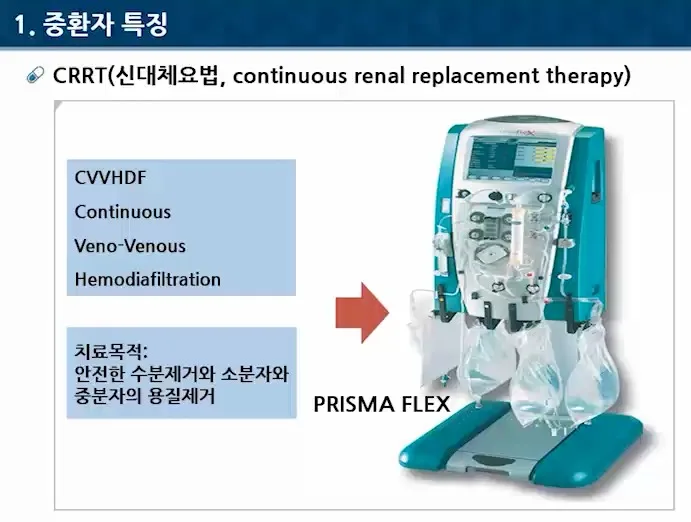 1. 중환자 특징
CRRT(신대체요법, continuous renal replacement therapy)
CVVHDF
Continuous
Veno-Venous
Hemodiafiltration
치료목적:
안전한 수분제거와 소분자와
중분자의 용질제거
PRISMA FLEX